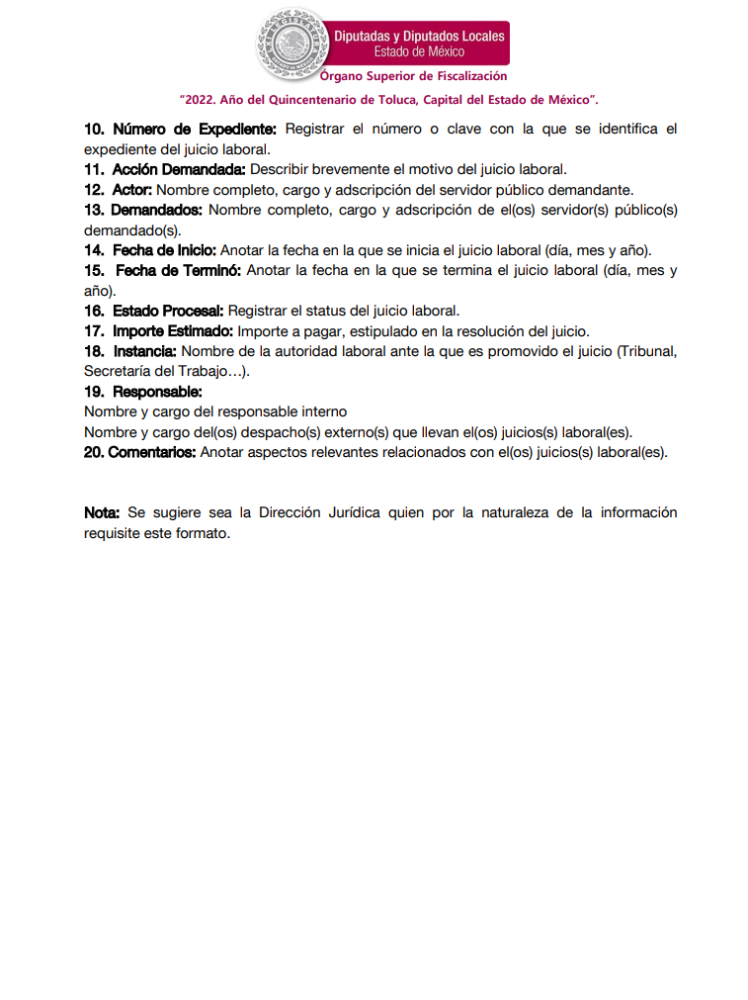 LXI LEGISLATURA
ESTADO DE MÉXICO
Diputadas y Diputados Locales
Estado de México
Órgano Superior de Fiscalización
“2022. Año del Quincentenario de Toluca, Capital del Estado de México”.
10. Número de Expediente: Registrar el número o clave con la que se identifica el
expediente del juicio laboral.
11. Acción Demandada: Describir brevemente el motivo del juicio laboral.
12. Actor: Nombre completo, cargo y adscripción del servidor público demandante.
13. Demandados: Nombre completo, cargo y adscripción de el(os) servidor(s) público(s)
demandado(s).
14. Fecha de Inicio: Anotar la fecha en la que se inicia el juicio laboral (día, mes y año).
15. Fecha de Terminó: Anotar la fecha en la que se termina el juicio laboral (día, mes y
año).
16. Estado Procesal: Registrar el status del juicio laboral.
17. Importe Estimado: Importe a pagar, estipulado en la resolución del juicio.
18. Instancia: Nombre de la autoridad laboral ante la que es promovido el juicio (Tribunal,
Secretaría del Trabajo…).
19. Responsable:
Nombre y cargo del responsable interno
Nombre y cargo del(os) despacho(s) externo(s) que llevan el(os) juicios(s) laboral(es).
20. Comentarios: Anotar aspectos relevantes relacionados con el(os) juicios(s) laboral(es).
Nota: Se sugiere sea la Dirección Jurídica quien por la naturaleza de la información
requisite este formato.